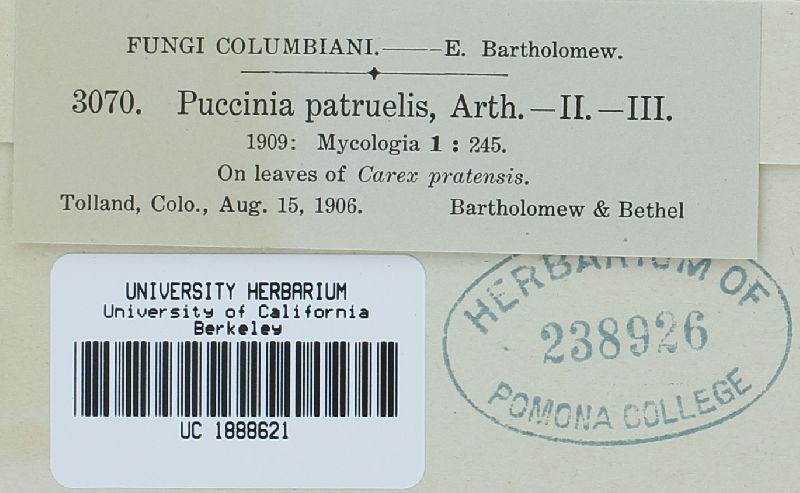 FUNGI COLUMBIANI.——E. Bartholomew.
3070. Puccinia patruelis, Arth.—II.—III.
1909: Mycologia 1 : 245.
On leaves of Carex pratensis.
Tolland, Colo., Aug. 15, 1906. Bartholomew & Bethel
UNIVERSITY HERBARIUM
University of California
Berkeley
UC 1888621
HERBARIUM OF
238926
POMONA COLLEGE